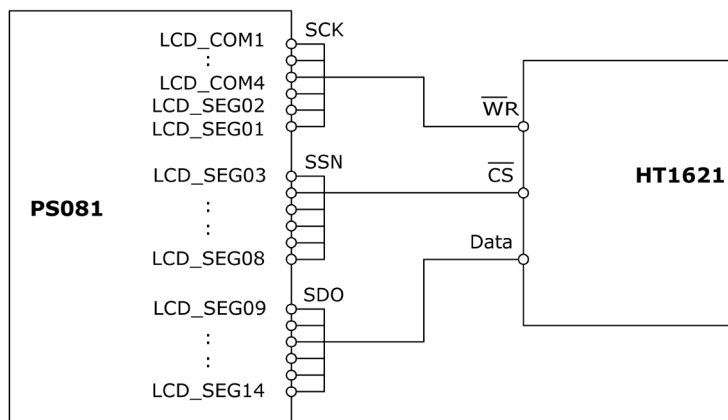 LCD_COM1
SCK
:
LCD_COM4
LCD_SEG02
LCD_SEG01
WR
LCD_SEG03
SSN
CS
HT1621
PS081
:
:
Data
LCD_SEG08
LCD_SEG09
SDO
:
:
LCD_SEG14